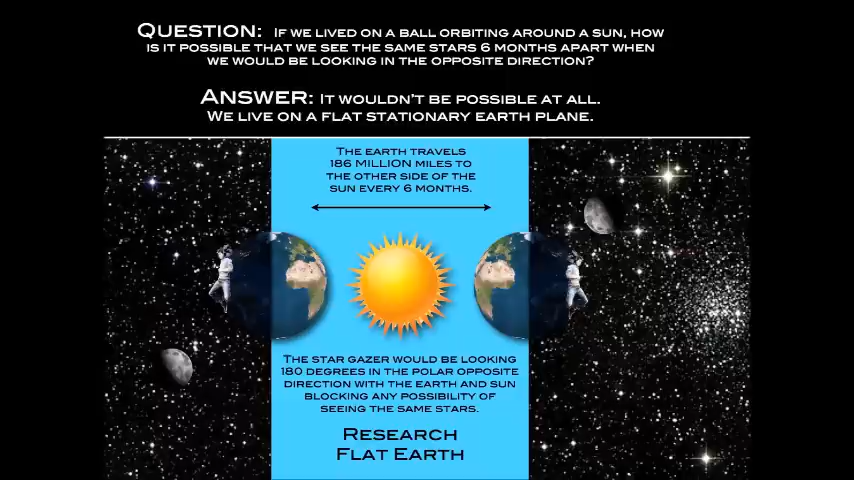 QUESTION: IF WE LIVED ON A BALL ORBITING AROUND A SUN, HOW
IS IT POSSIBLE THAT WE SEE THE SAME STARS 6 MONTHS APART WHEN
WE WOULD BE LOOKING IN THE OPPOSITE DIRECTION?
ANSWER: IT WOULDN'T BE POSSIBLE AT ALL.
WE LIVE ON A FLAT STATIONARY EARTH PLANE.
THE EARTH TRAVELS
186 MILLION MILES TO
THE OTHER SIDE OF THE
SUN EVERY 6 MONTHS.
THE STAR GAZER WOULD BE LOOKING
180 DEGREES IN THE POLAR OPPOSITE
DIRECTION WITH THE EARTH AND SUN
BLOCKING ANY POSSIBILITY OF
SEEING THE SAME STARS.
RESEARCH
FLAT EARTH